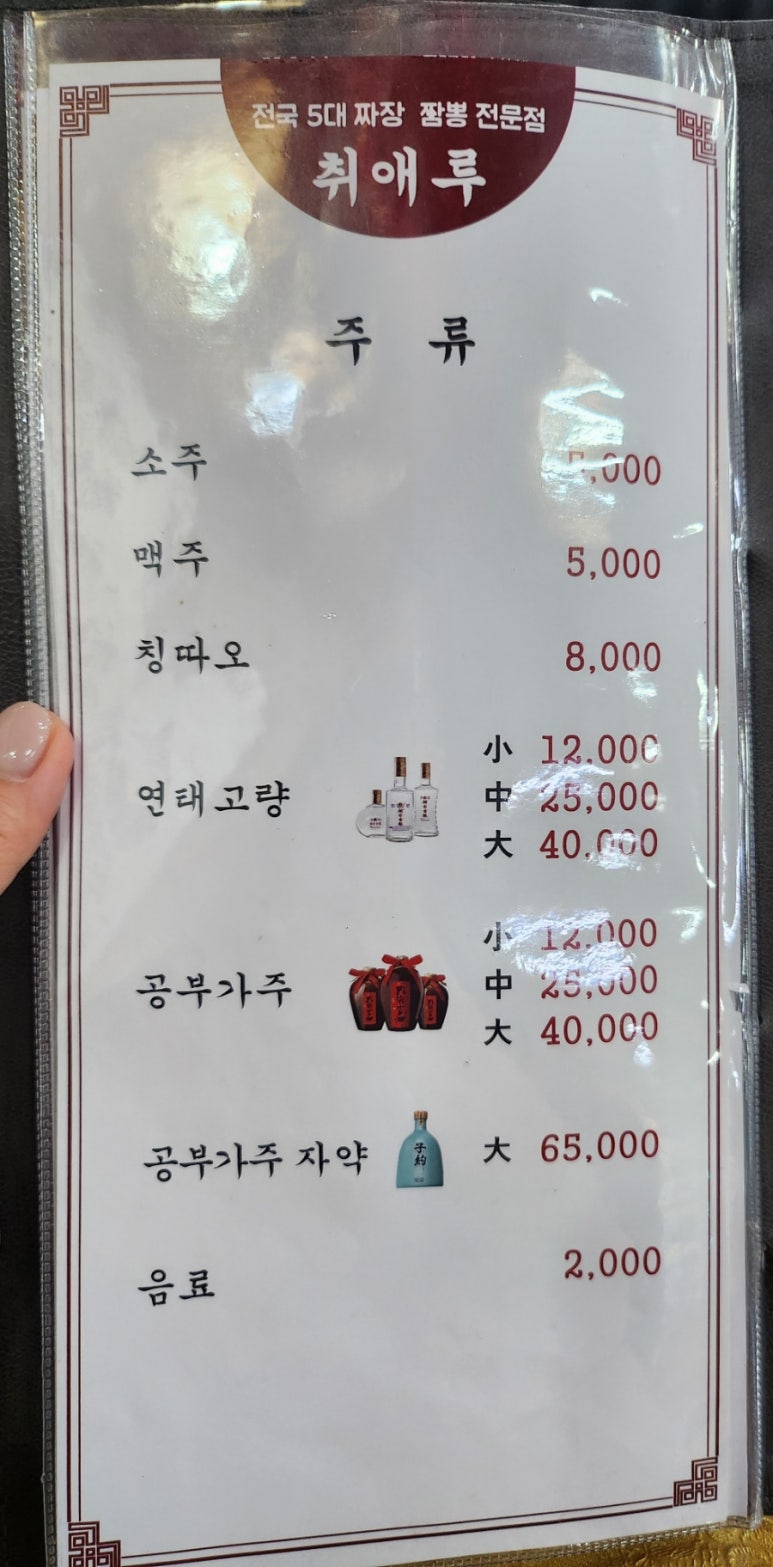 전국 5대 짜장 짬뽕 전문점
취애루
주 류
소주 ,000
맥주 5,000
칭따오 8,000
연태고량
小 12,000
中 25,000
大 40,000
공부가주
小 12,000
中 25,000
大 40,000
공부가주 자약 子約 大 65,000
음료 2,000